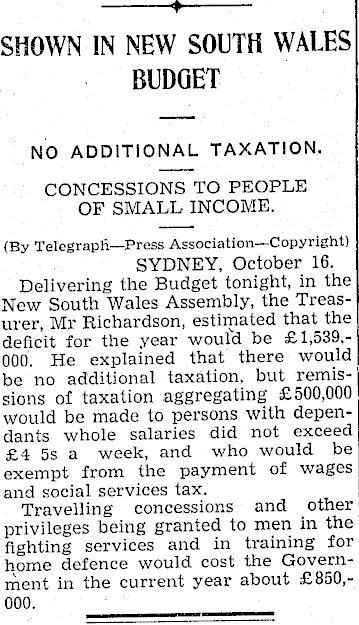 SHOWN IN NEW SOUTH WALES
BUDGET
NO ADDITIONAL TAXATION.
CONCESSIONS TO PEOPLE
OF SMALL INCOME.
(By Telegraph—Press Association—Copyright)
SYDNEY, October 16.
Delivering the Budget tonight, in the
New South Wales Assembly, the Treas-
urer, Mr Richardson, estimated that the
deficit for the year would be £1,539,-
000. He explained that there would
be no additional taxation, but remis-
sions of taxation aggregating £500,000
would be made to persons with depen-
dants whole salaries did not exceed
£4 5s a week, and who would be
exempt from the payment of wages
and social services tax.
Travelling concessions and other
privileges being granted to men in the
fighting services and in training for
home defence would cost the Govern-
ment in the current year about £850,-
000.